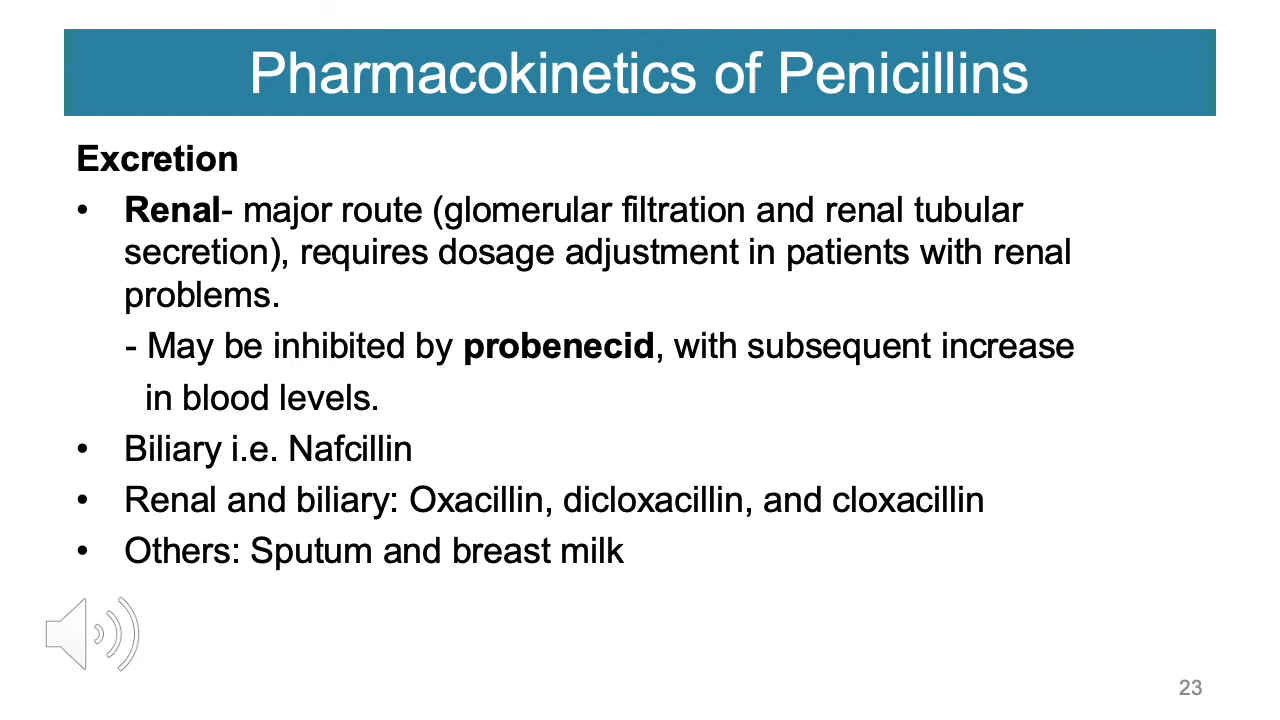 Pharmacokinetics of Penicillins
Excretion
• Renal- major route (glomerular filtration and renal tubular
secretion), requires dosage adjustment in patients with renal
problems.
- May be inhibited by probenecid, with subsequent increase
in blood levels.
• Biliary i.e. Nafcillin
• Renal and biliary: Oxacillin, dicloxacillin, and cloxacillin
• Others: Sputum and breast milk
23